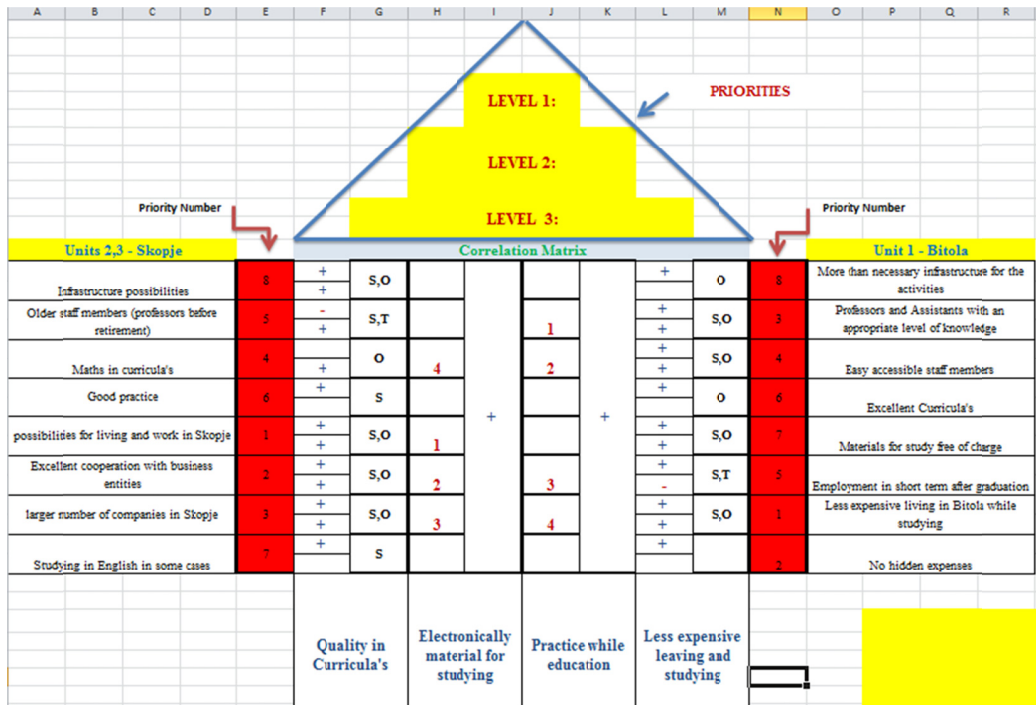 A B C D E F G H I J K L M N O P Q R
LEVEL 1:
PRIORITIES
LEVEL 2:
Priority Number
Priority Number
LEVEL 3:
Units 2,3 - Skopje
Correlation Matrix
Unit 1 - Bitola
Infrastructure possibilities
8
+
+
S,O
+
O
8
More than necessary infrastructure for the
activities
Older staff members (professors before
retirement)
5
-
+
S,T
1
+
+
S,O
3
Professors and Assistants with an
appropriate level of knowledge
Maths in curricula's
4
+
O
4
2
+
+
S,O
4
Easy accessible staff members
Good practice
6
+
S
+
+
+
O
6
Excellent Curricula's
possibilities for living and work in Skopje
1
+
+
S,O
1
+
+
S,O
7
Materials for study free of charge
Excellent cooperation with business
entities
2
+
+
S,O
2
3
+
-
S,T
5
Employment in short term after graduation
larger number of companies in Skopje
3
+
+
S,O
3
4
+
+
S,O
1
Less expensive living in Bitola while
studying
Studying in English in some cases
7
+
S
+
2
No hidden expenses
Quality in
Curricula's
Electronically
material for
studying
Practice while
education
Less expensive
leaving and
studying